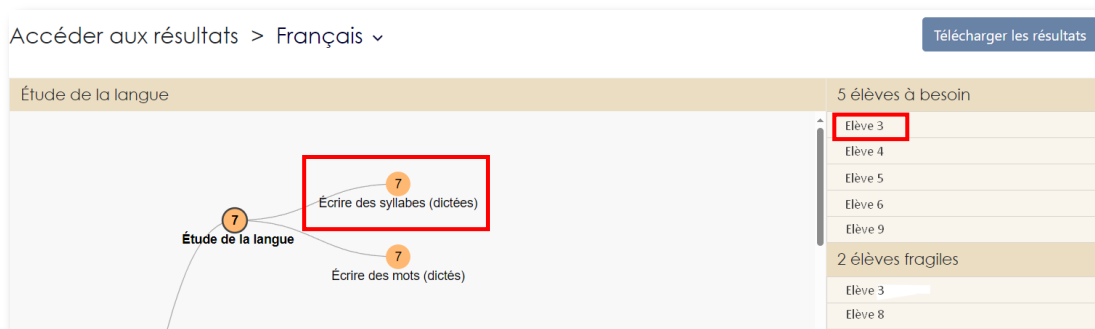 Accéder aux résultats > Français
Télécharger les résultats
Étude de la langue
7
Écrire des syllabes (dictées)
7
Étude de la langue
7
Écrire des mots (dictés)
5 élèves à besoin
Elève 3
Elève 4
Elève 5
Elève 6
Elève 9
2 élèves fragiles
Elève 3
Elève 8